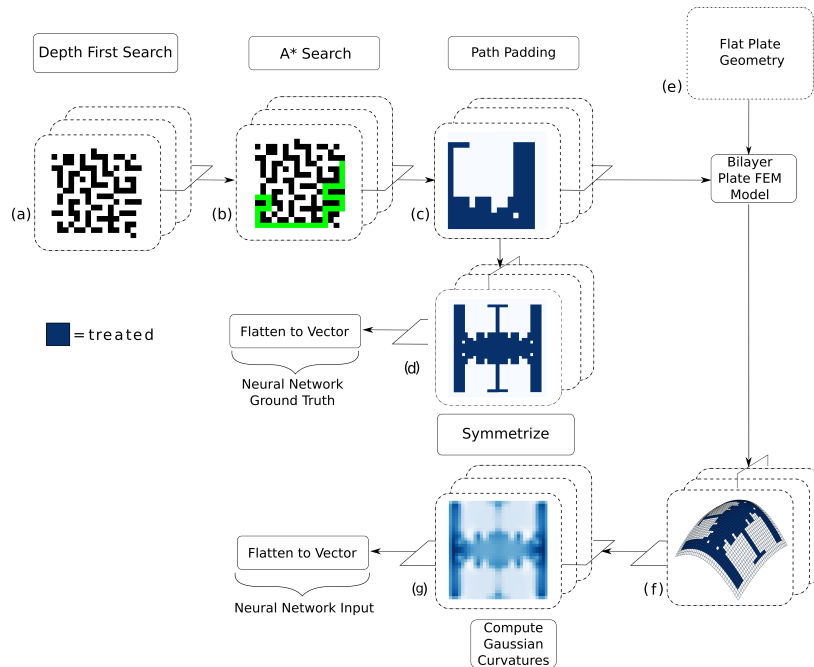 Depth First Search
A* Search
Path Padding
Flat Plate
Geometry
(e)
(a)
(b)
(c)
Bilayer
Plate FEM
Model
= treated
Flatten to Vector
(d)
Neural Network
Ground Truth
Symmetrize
Flatten to Vector
(g)
(f)
Neural Network Input
Compute
Gaussian
Curvatures